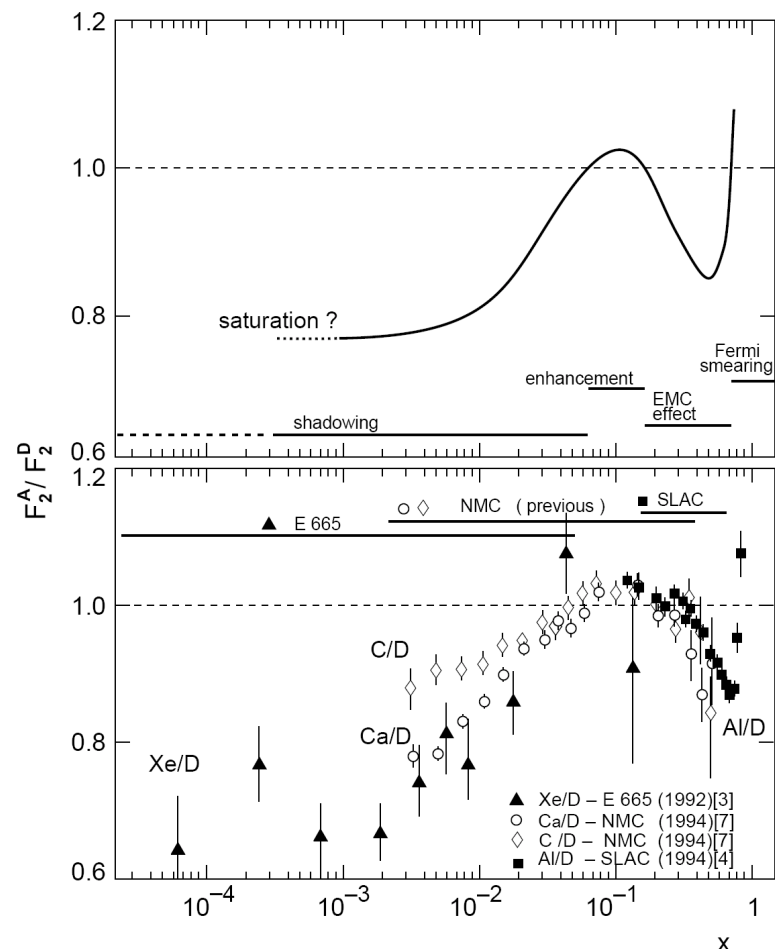 1.2
1.0
0.8
0.6
saturation ?
Fermi
smearing
enhancement
EMC
effect
shadowing
F₂ᴬ / F₂ᴰ
1.2
1.0
0.8
0.6
SLAC
NMC ( previous )
E 665
C/D
Ca/D
Xe/D
Al/D
Xe/D – E 665 (1992)[3]
Ca/D – NMC (1994)[7]
C /D – NMC (1994)[7]
Al/D – SLAC (1994)[4]
10⁻⁴ 10⁻³ 10⁻² 10⁻¹ 1
x